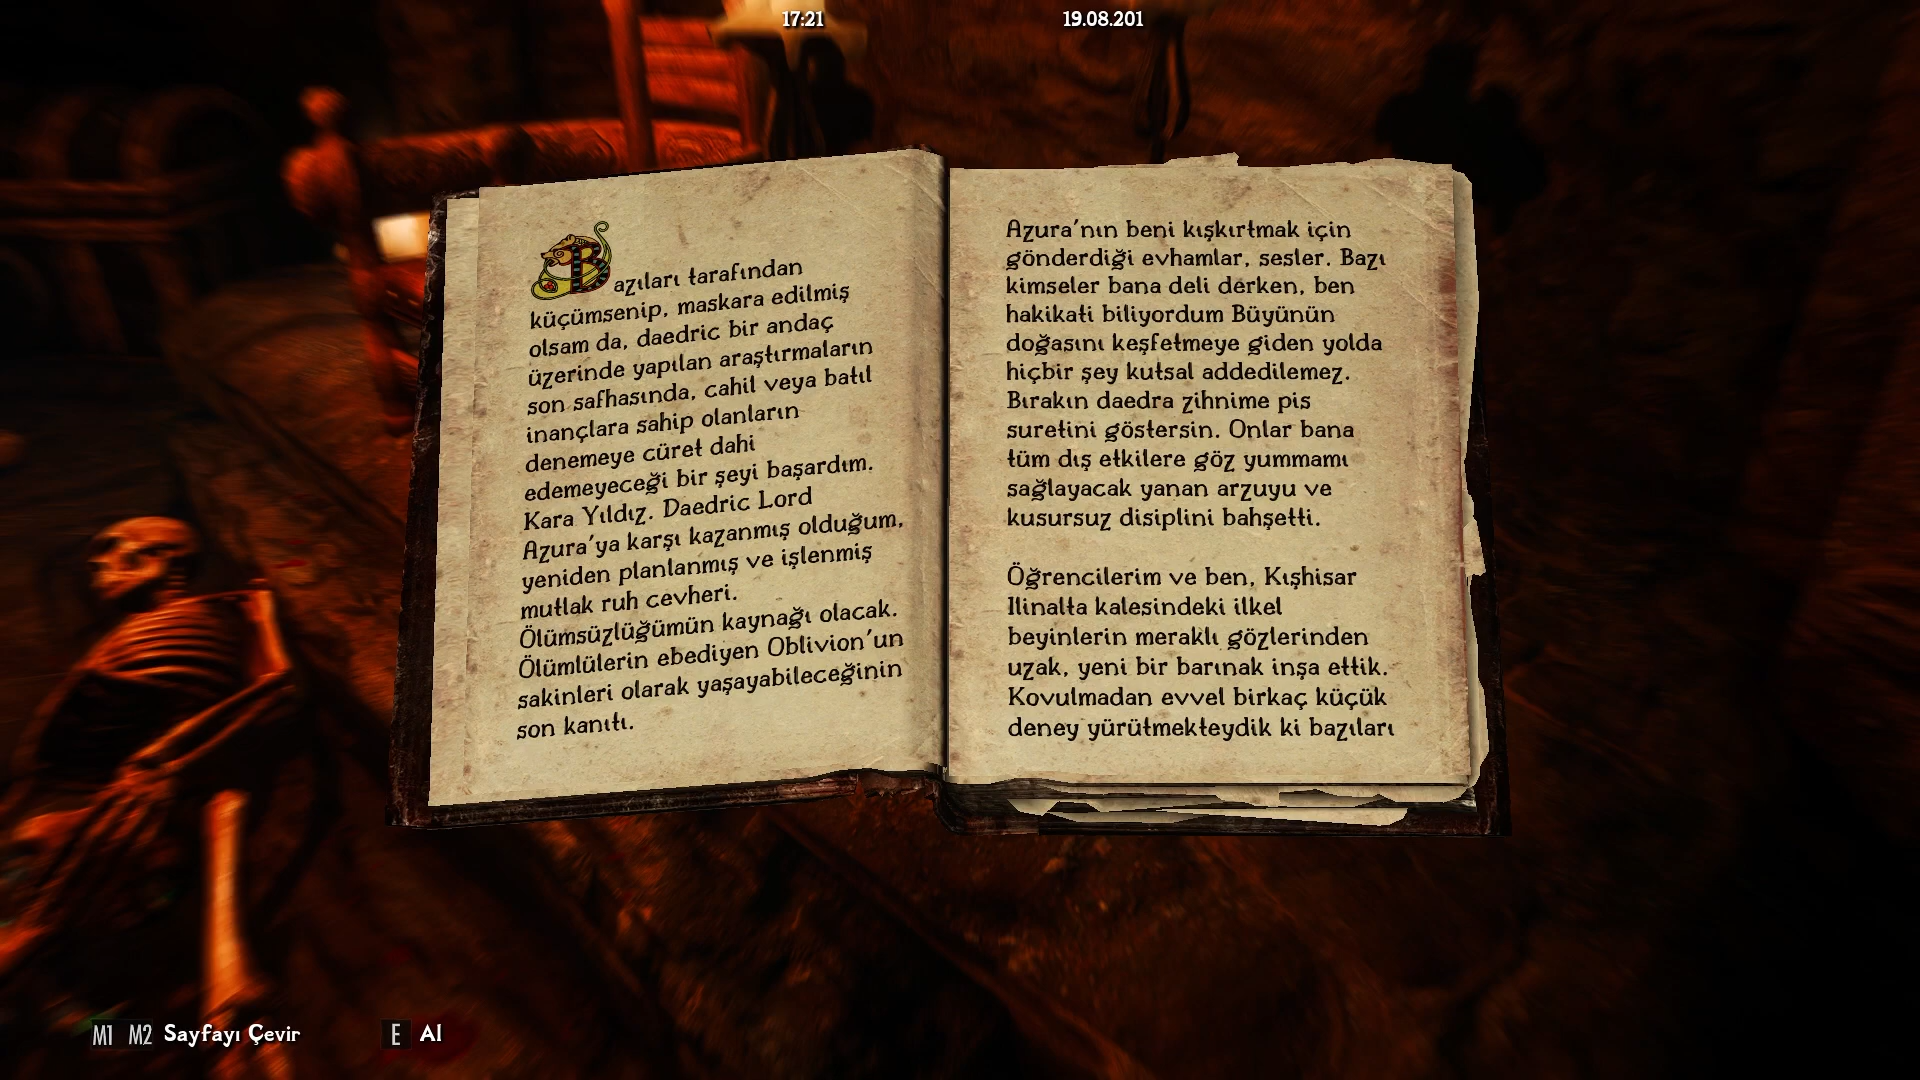 17:21
19.08.201
Bazıları tarafından
küçümsenip, maskara edilmiş
olsam da, daedric bir andaç
üzerinde yapılan araştırmaların
son safhasında, cahil veya batıl
inançlara sahip olanların
denemeye cüret dahi
edemeyeceği bir şeyi başardım.
Kara Yıldız. Daedric Lord
Azura'ya karşı kazanmış olduğum,
yeniden planlanmış ve işlenmiş
mutlak ruh cevheri.
Ölümsüzlüğümün kaynağı olacak.
Ölümlülerin ebediyen Oblivion'un
sakinleri olarak yaşayabileceğinin
son kanıtı.
Azura'nın beni kışkırtmak için
gönderdiği evhamlar, sesler. Bazı
kimseler bana deli derken, ben
hakikati biliyordum Büyünün
doğasını keşfetmeye giden yolda
hiçbir şey kutsal addedilemez.
Bırakın daedra zihnime pis
suretini göstersin. Onlar bana
tüm dış etkilere göz yummamı
sağlayacak yanan arzuyu ve
kusursuz disiplini bahşetti.
Öğrencilerim ve ben, Kışhisar
Ilinalta kalesindeki ilkel
beyinlerin meraklı gözlerinden
uzak, yeni bir barınak inşa ettik.
Kovulmadan evvel birkaç küçük
deney yürütmekteydik ki bazıları
M1 M2 Sayfayı Çevir
E Al